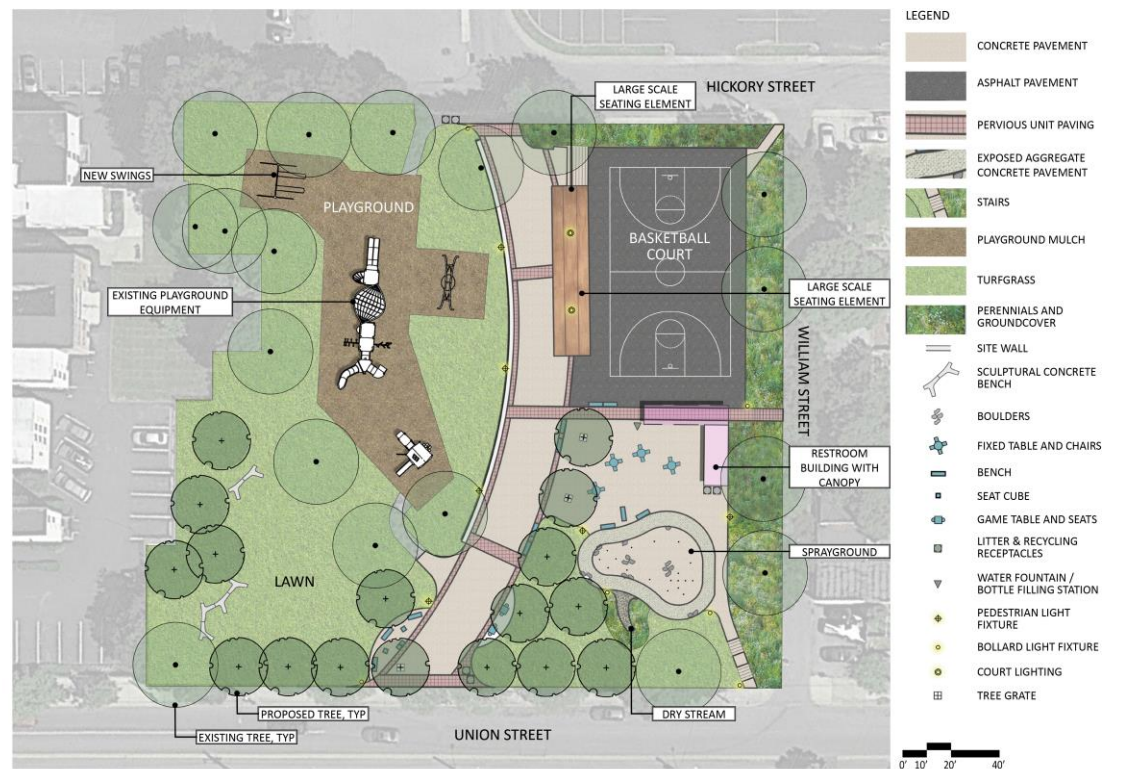 HICKORY STREET
LARGE SCALE
SEATING ELEMENT
NEW SWINGS
PLAYGROUND
BASKETBALL
COURT
EXISTING PLAYGROUND
EQUIPMENT
LARGE SCALE
SEATING ELEMENT
WILLIAM STREET
RESTROOM
BUILDING WITH
CANOPY
SPRAYGROUND
LAWN
PROPOSED TREE, TYP
DRY STREAM
EXISTING TREE, TYP
UNION STREET
LEGEND
CONCRETE PAVEMENT
ASPHALT PAVEMENT
PERVIOUS UNIT PAVING
EXPOSED AGGREGATE
CONCRETE PAVEMENT
STAIRS
PLAYGROUND MULCH
TURFGRASS
PERENNIALS AND
GROUNDCOVER
SITE WALL
SCULPTURAL CONCRETE
BENCH
BOULDERS
FIXED TABLE AND CHAIRS
BENCH
SEAT CUBE
GAME TABLE AND SEATS
LITTER & RECYCLING
RECEPTACLES
WATER FOUNTAIN /
BOTTLE FILLING STATION
PEDESTRIAN LIGHT
FIXTURE
BOLLARD LIGHT FIXTURE
COURT LIGHTING
TREE GRATE
0' 10' 20' 40'